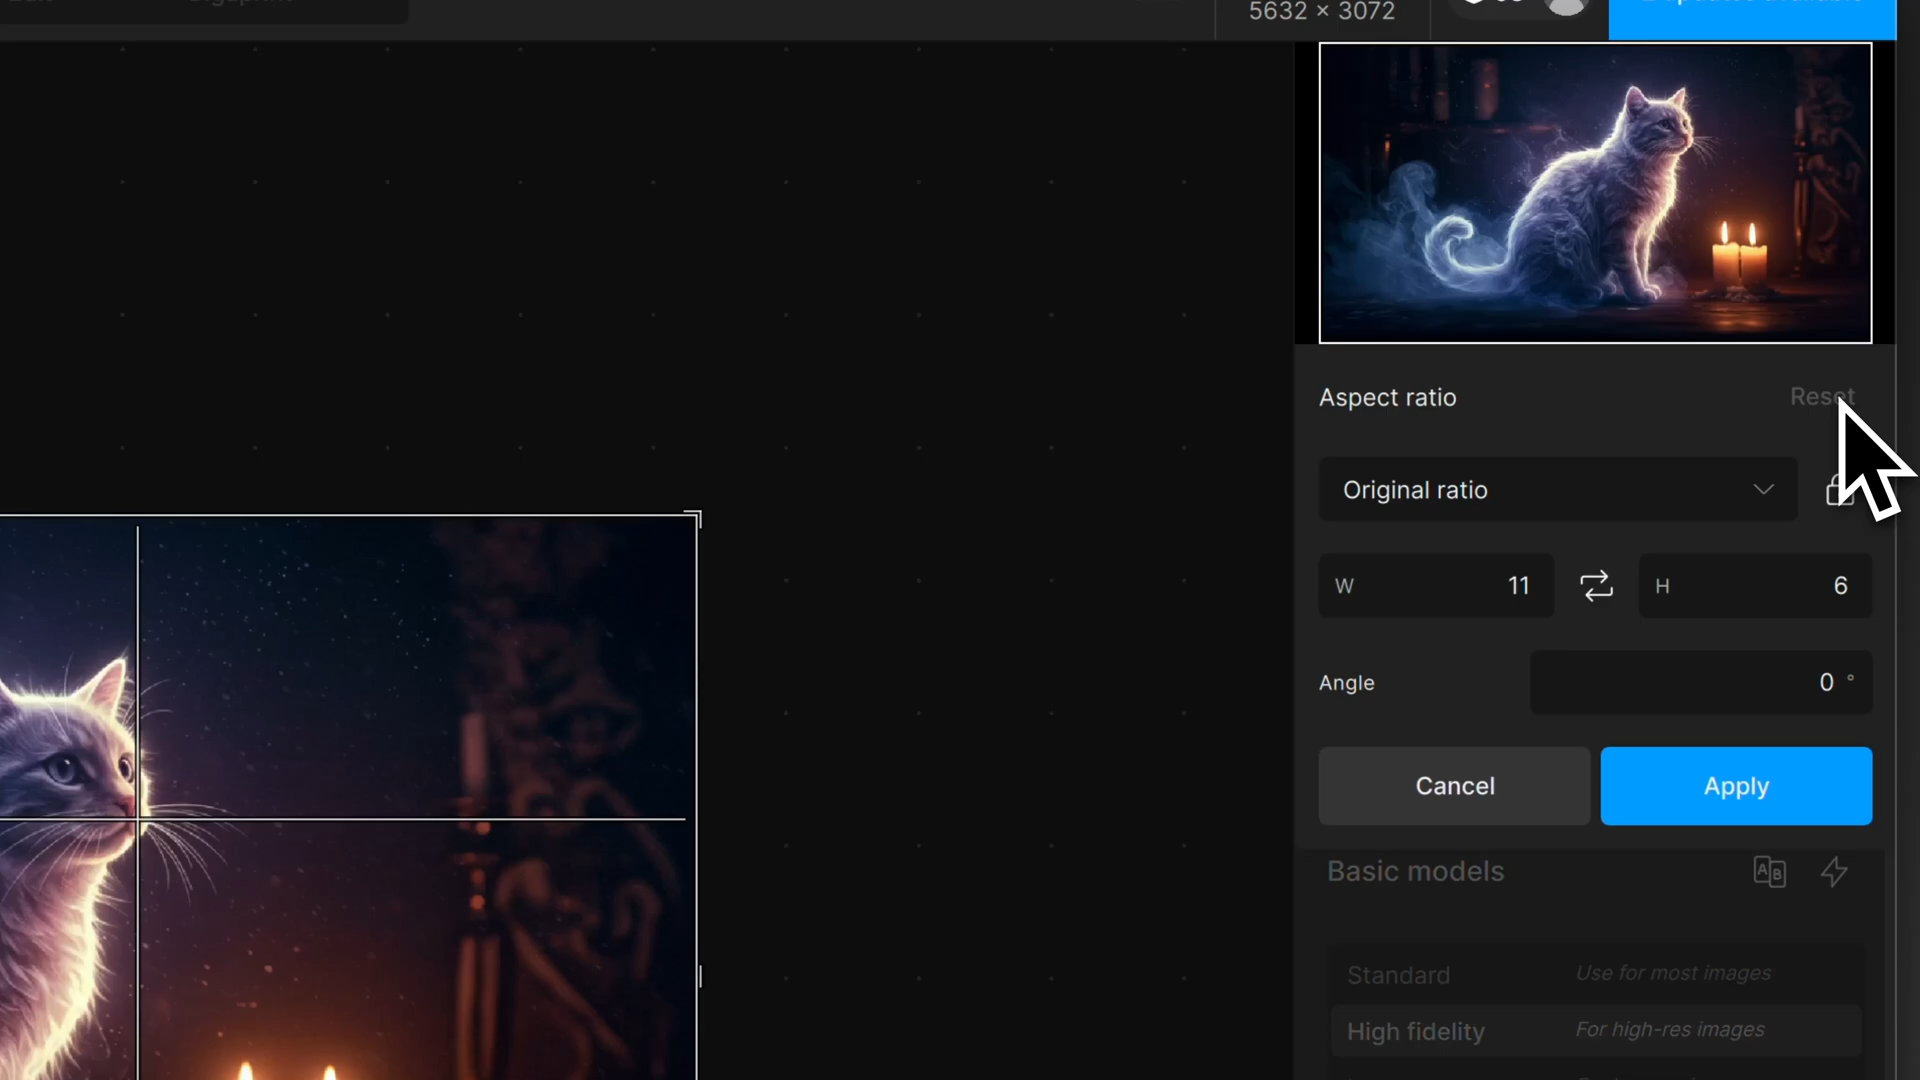 5632 × 3072
Aspect ratio
Reset
Original ratio
W 11
H 6
Angle
0 °
Cancel
Apply
Basic models
Standard
Use for most images
High fidelity
For high-res images